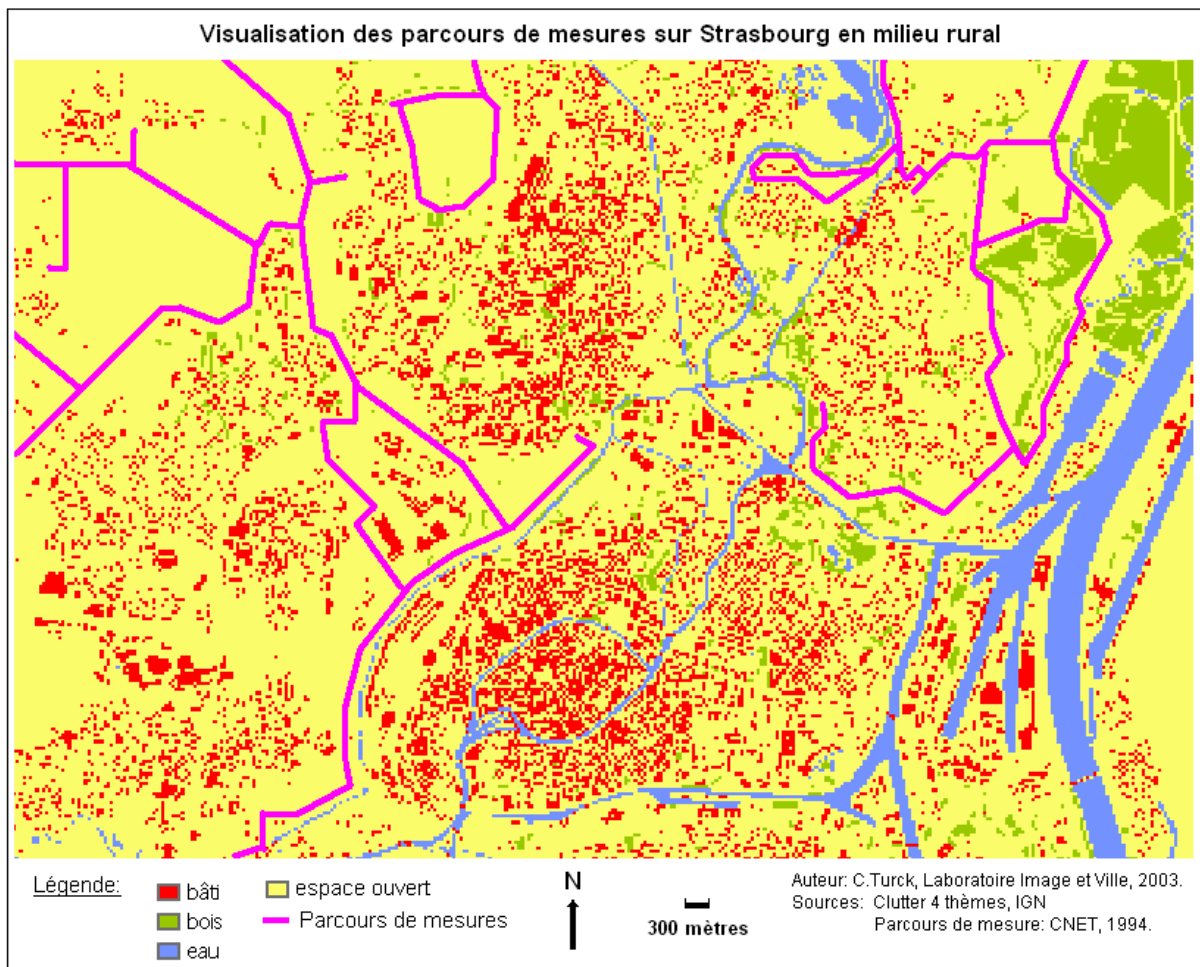 Visualisation des parcours de mesures sur Strasbourg en milieu rural
Légende:
bâti
bois
eau
espace ouvert
Parcours de mesures
N
300 mètres
Auteur: C.Turck, Laboratoire Image et Ville, 2003.
Sources: Clutter 4 thèmes, IGN
Parcours de mesure: CNET, 1994.